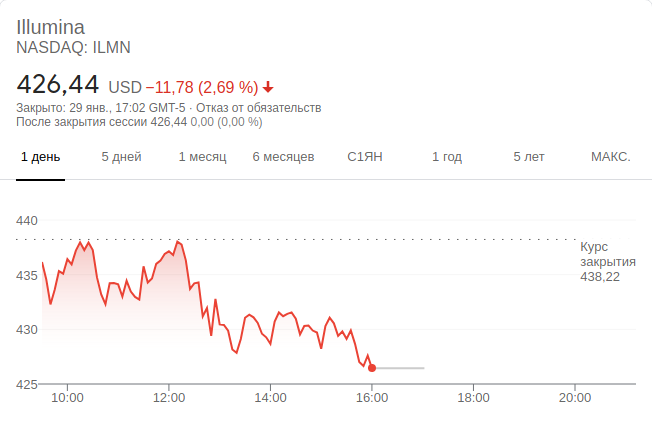 Illumina
NASDAQ: ILMN
426,44 USD −11,78 (2,69 %)
Закрыто: 29 янв., 17:02 GMT-5 · Отказ от обязательств
После закрытия сессии 426,44 0,00 (0,00 %)
1 день 5 дней 1 месяц 6 месяцев С1ЯН 1 год 5 лет МАКС.
440
Курс
закрытия
438,22
435
430
425
10:00 12:00 14:00 16:00 18:00 20:00